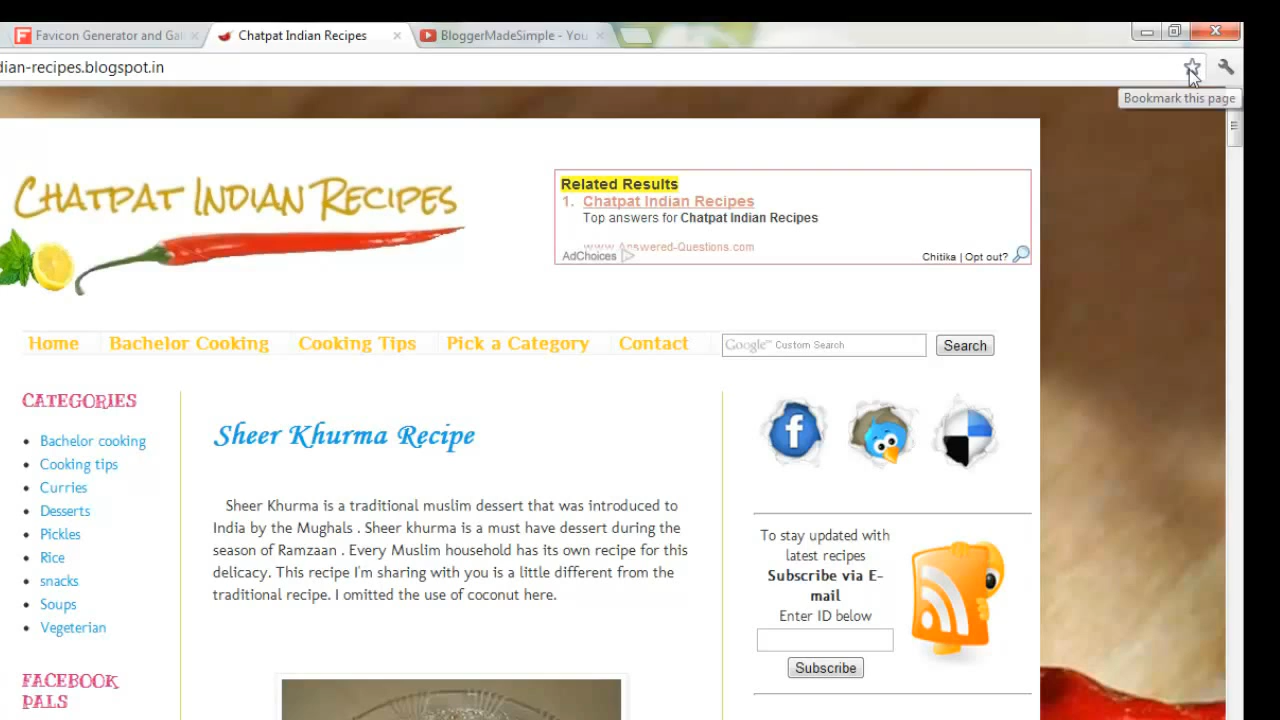 Favicon Generator and Gal
Chatpat Indian Recipes
BloggerMadeSimple - You
dian-recipes.blogspot.in
Bookmark this page
Chatpat Indian Recipes
Related Results
1. Chatpat Indian Recipes
Top answers for Chatpat Indian Recipes
www.Answered-Questions.com
AdChoices
Chitika | Opt out?
Home
Bachelor Cooking
Cooking Tips
Pick a Category
Contact
Google™ Custom Search
Search
CATEGORIES
Bachelor cooking
Cooking tips
Curries
Desserts
Pickles
Rice
snacks
Soups
Vegeterian
FACEBOOK
PALS
Sheer Khurma Recipe
Sheer Khurma is a traditional muslim dessert that was introduced to
India by the Mughals . Sheer khurma is a must have dessert during the
season of Ramzaan . Every Muslim household has its own recipe for this
delicacy. This recipe I'm sharing with you is a little different from the
traditional recipe. I omitted the use of coconut here.
f
To stay updated with
latest recipes
Subscribe via E-
mail
Enter ID below
Subscribe